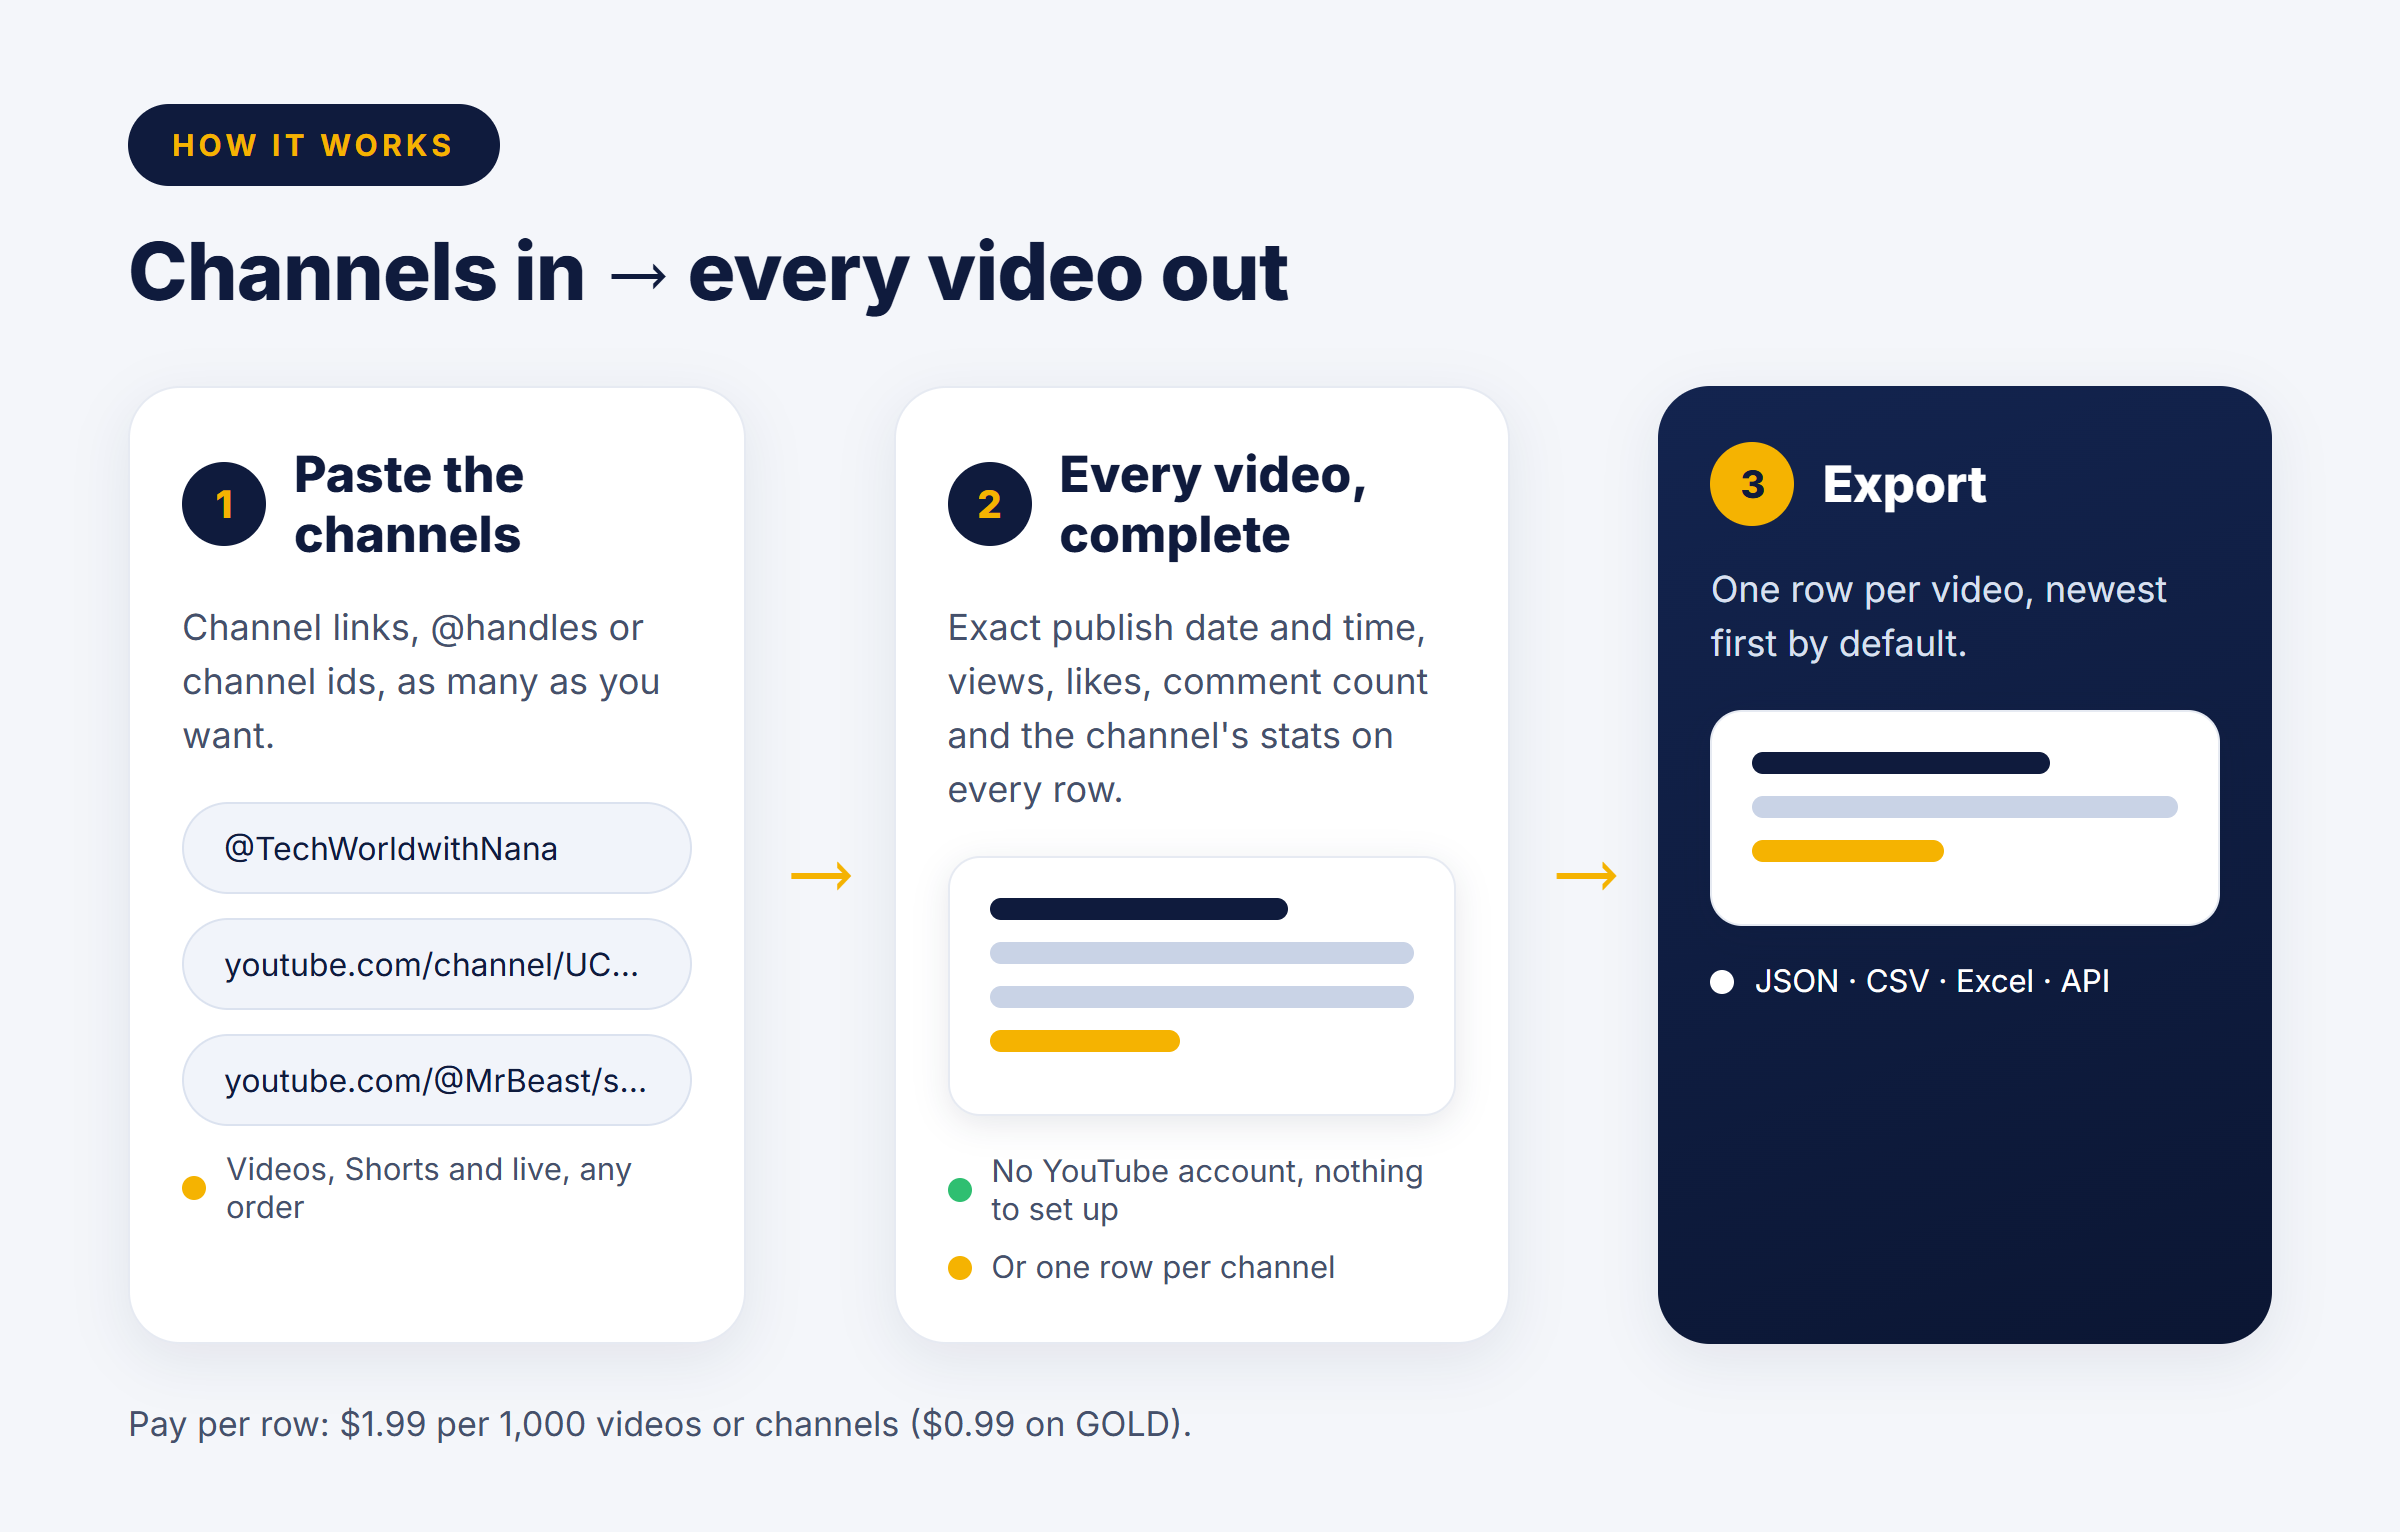 HOW IT WORKS
Channels in → every video out
1
Paste the
channels
Channel links, @handles or
channel ids, as many as you
want.
@TechWorldwithNana
youtube.com/channel/UC...
youtube.com/@MrBeast/s...
Videos, Shorts and live, any
order
→
2
Every video,
complete
Exact publish date and time,
views, likes, comment count
and the channel's stats on
every row.
No YouTube account, nothing
to set up
Or one row per channel
→
3
Export
One row per video, newest
first by default.
JSON · CSV · Excel · API
Pay per row: $1.99 per 1,000 videos or channels ($0.99 on GOLD).